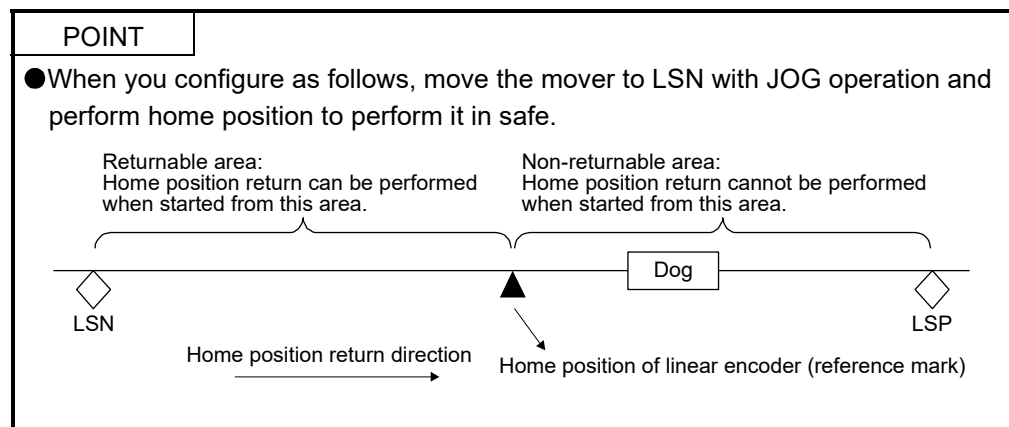 POINT
●When you configure as follows, move the mover to LSN with JOG operation and
perform home position to perform it in safe.
Returnable area:
Home position return can be performed
when started from this area.
Non-returnable area:
Home position return cannot be performed
when started from this area.
Dog
LSN
LSP
Home position return direction
Home position of linear encoder (reference mark)